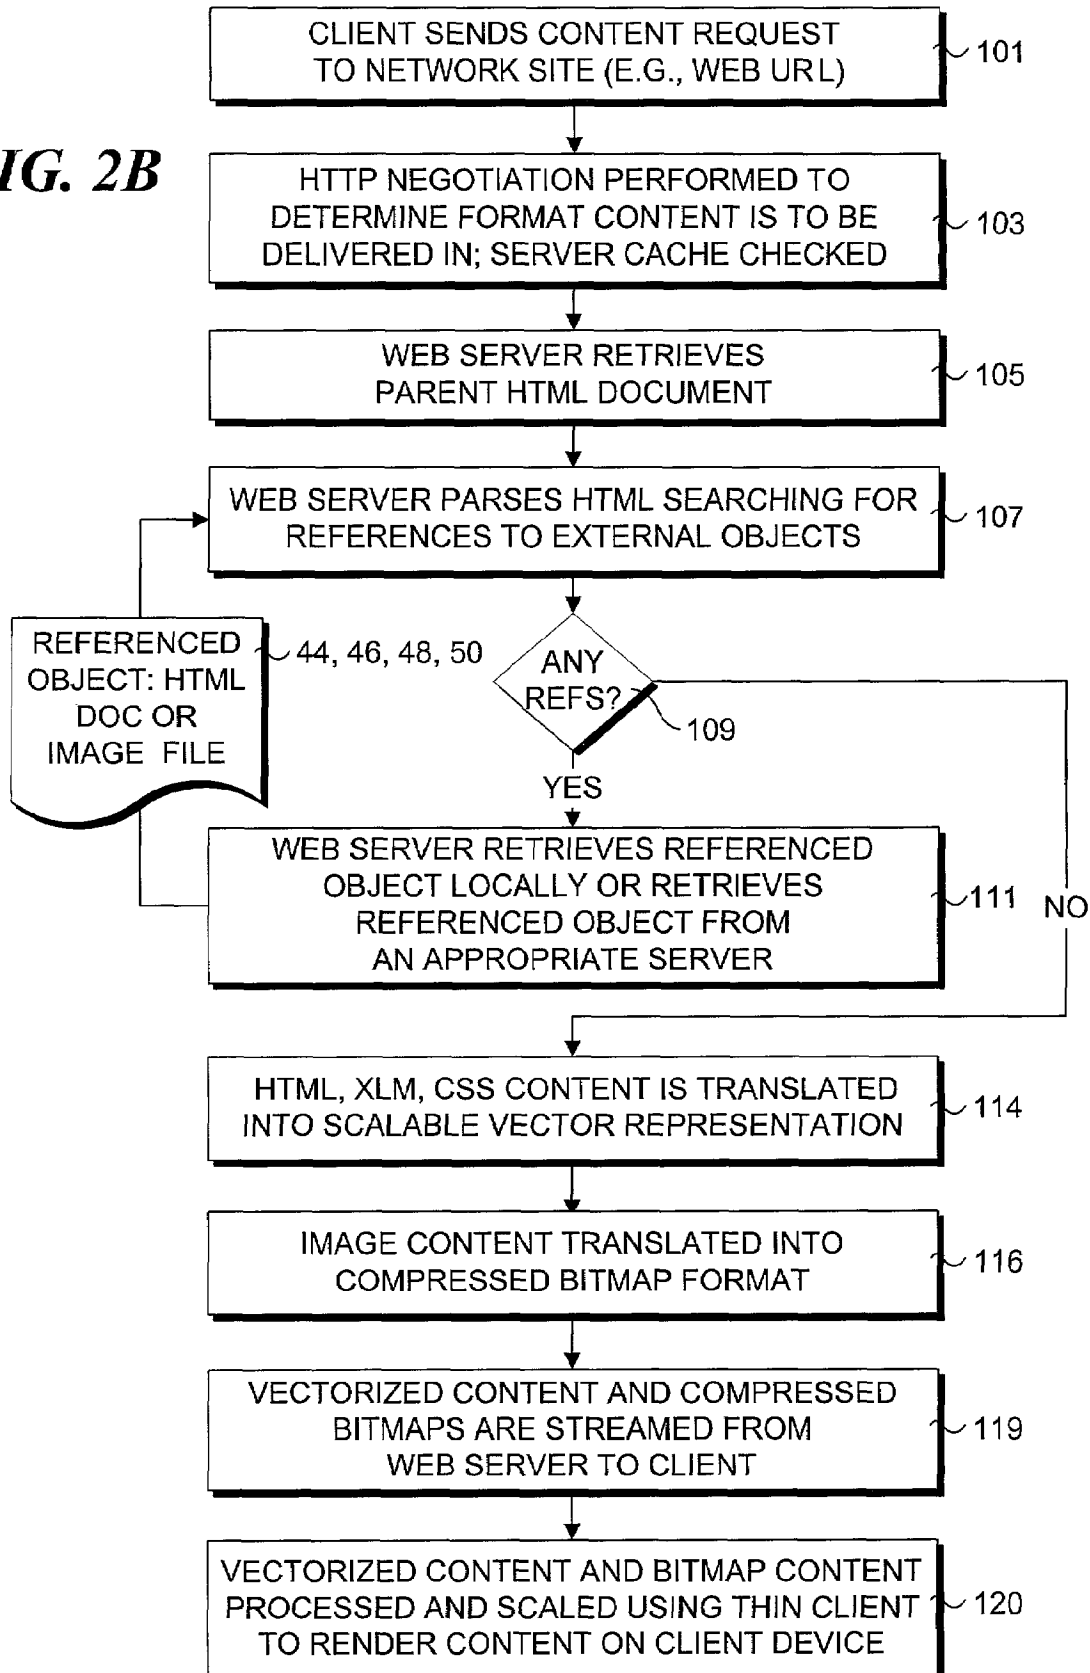 CLIENT SENDS CONTENT REQUEST
TO NETWORK SITE (E.G., WEB URL)
101
IG. 2B
HTTP NEGOTIATION PERFORMED TO
DETERMINE FORMAT CONTENT IS TO BE
DELIVERED IN; SERVER CACHE CHECKED
103
WEB SERVER RETRIEVES
PARENT HTML DOCUMENT
105
WEB SERVER PARSES HTML SEARCHING FOR
REFERENCES TO EXTERNAL OBJECTS
107
REFERENCED
OBJECT: HTML
DOC OR
IMAGE FILE
44, 46, 48, 50
ANY
REFS?
109
YES
WEB SERVER RETRIEVES REFERENCED
OBJECT LOCALLY OR RETRIEVES
REFERENCED OBJECT FROM
AN APPROPRIATE SERVER
111
NO
HTML, XLM, CSS CONTENT IS TRANSLATED
INTO SCALABLE VECTOR REPRESENTATION
114
IMAGE CONTENT TRANSLATED INTO
COMPRESSED BITMAP FORMAT
116
VECTORIZED CONTENT AND COMPRESSED
BITMAPS ARE STREAMED FROM
WEB SERVER TO CLIENT
119
VECTORIZED CONTENT AND BITMAP CONTENT
PROCESSED AND SCALED USING THIN CLIENT
TO RENDER CONTENT ON CLIENT DEVICE
120